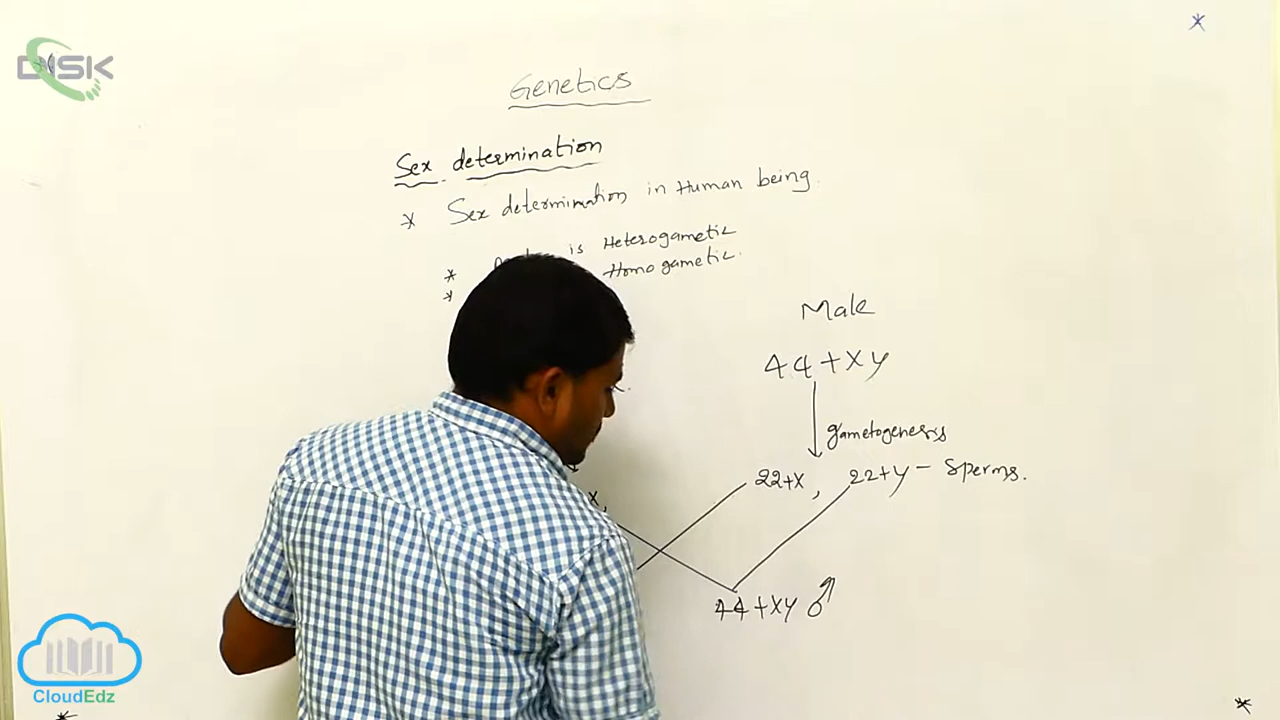 DNSK
Genetics
Sex determination
* Sex determination in Human being.
* is Heterogametic
* Homogametic.
Male
44+XY
gametogenesis
X,
22+X, 22+Y - Sperms.
44+XY ♂
CloudEdz